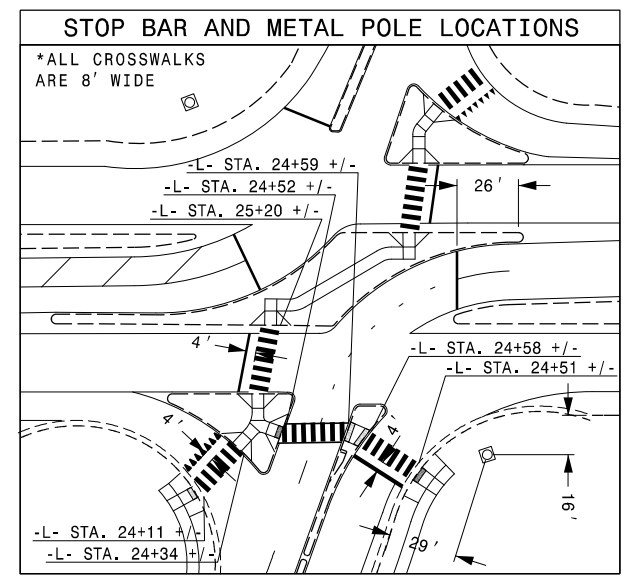 STOP BAR AND METAL POLE LOCATIONS
*ALL CROSSWALKS
ARE 8' WIDE
-L- STA. 24+59 +/-
-L- STA. 24+52 +/-
-L- STA. 25+20 +/-
26'
4'
-L- STA. 24+58 +/-
-L- STA. 24+51 +/-
4'
4'
16'
29'
-L- STA. 24+11 +/-
-L- STA. 24+34 +/-